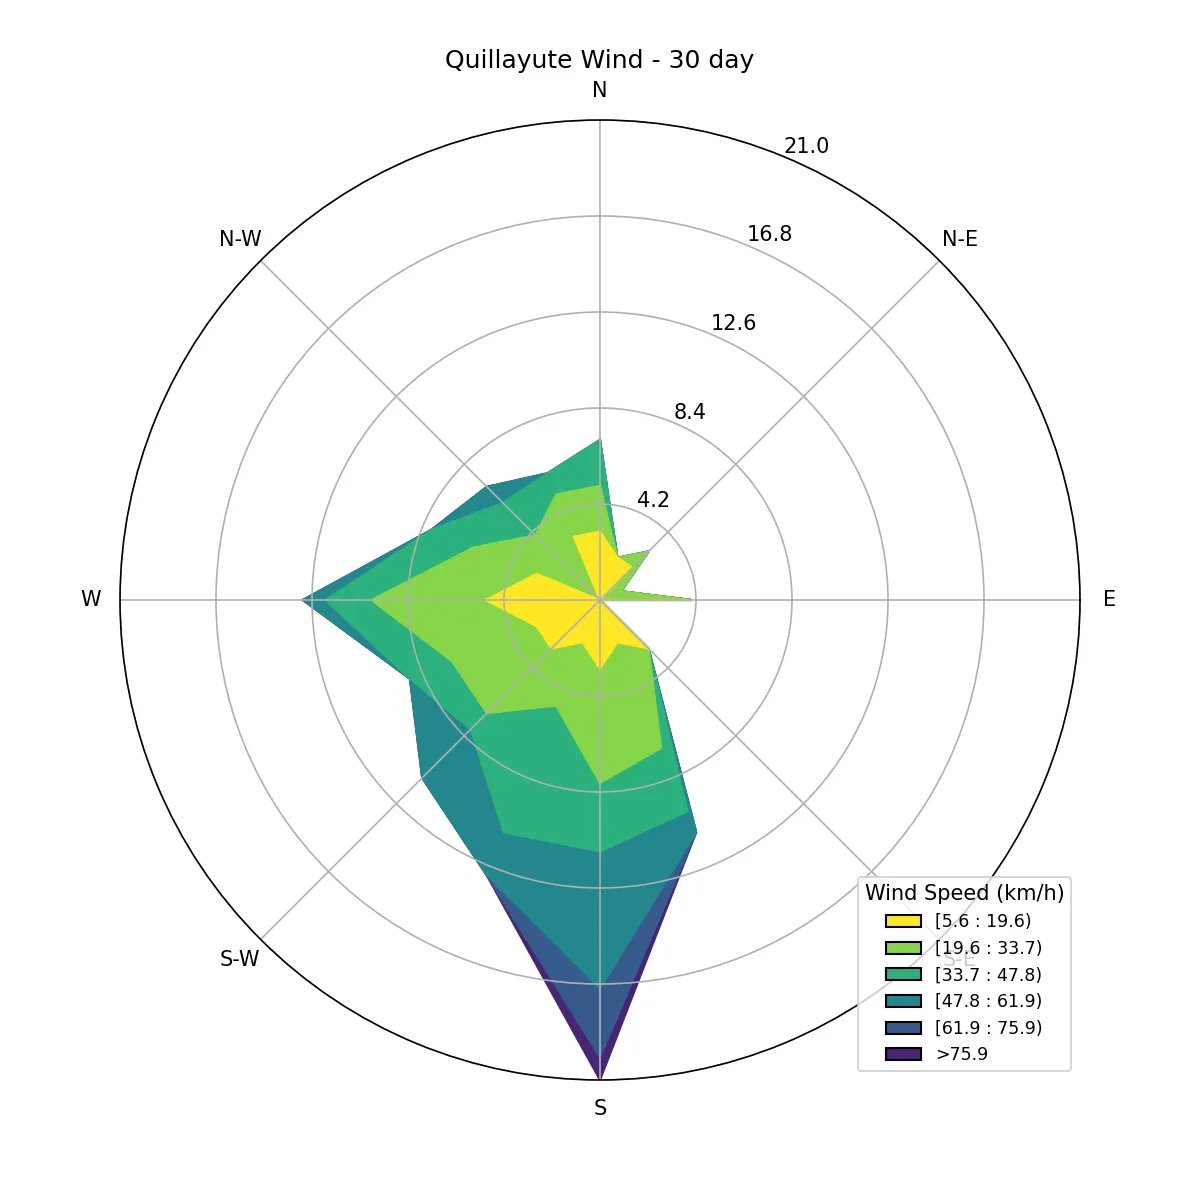 Quillayute Wind - 30 day
N
21.0
16.8
N-W
N-E
12.6
8.4
4.2
W
E
Wind Speed (km/h)
[5.6 : 19.6)
[19.6 : 33.7)
S-W
S-E
[33.7 : 47.8)
[47.8 : 61.9)
[61.9 : 75.9)
>75.9
S